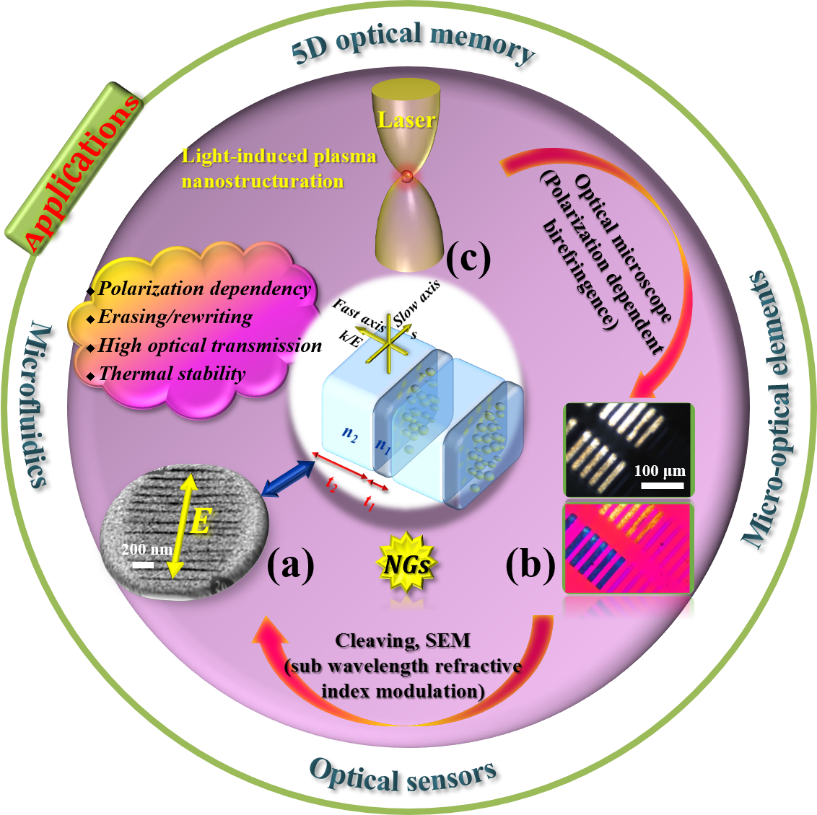 5D optical memory
Applications
Laser
Light-induced plasma
nanostructuration
(c)
Optical microscope
(Polarization dependent
birefringence)
Polarization dependency
Erasing/rewriting
High optical transmission
Thermal stability
Fast axis
k/E
Slow axis
s
n2
n1
t2
t1
Microfluidics
Micro-optical elements
100 μm
E
200 nm
(a)
NGs
(b)
Cleaving, SEM
(sub wavelength refractive
index modulation)
Optical sensors